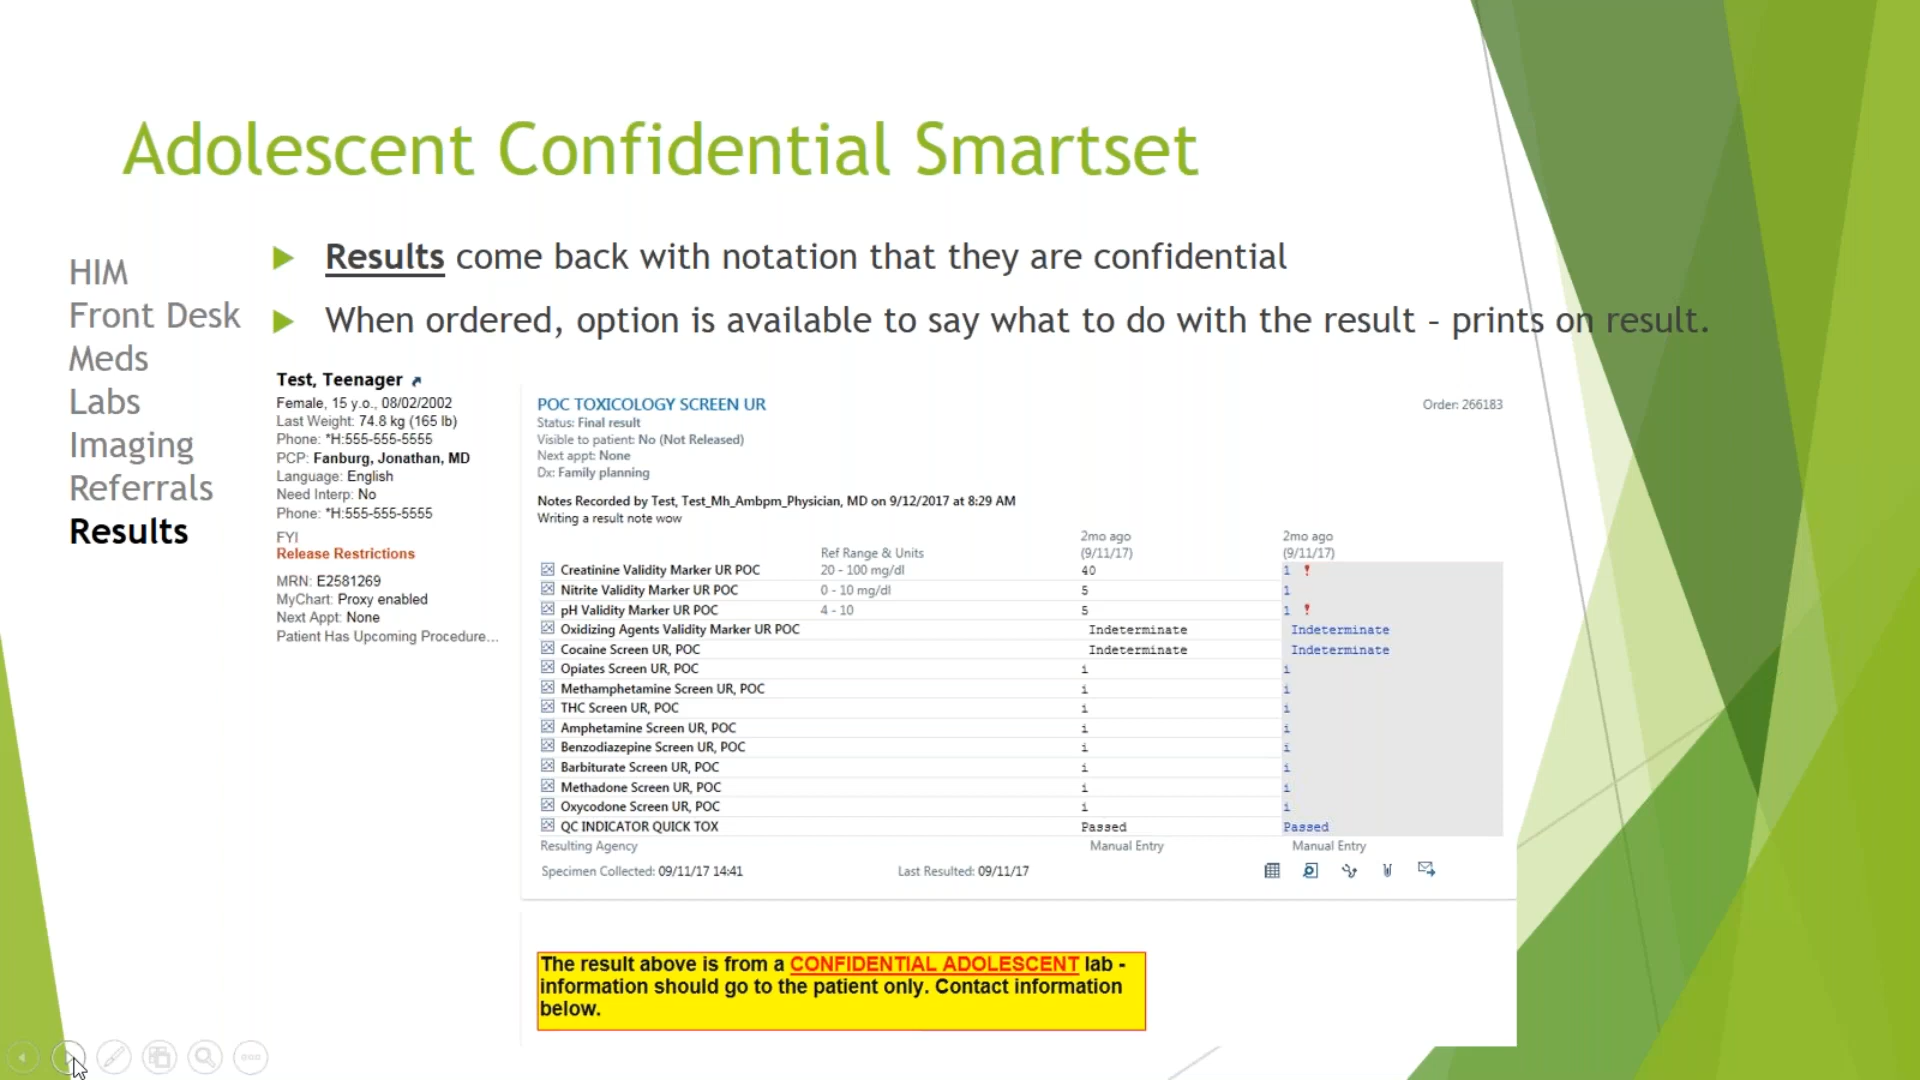 Adolescent Confidential Smartset
HIM
Front Desk
Meds
Labs
Imaging
Referrals
Results
Results come back with notation that they are confidential
When ordered, option is available to say what to do with the result – prints on result.
Test, Teenager
Female, 15 y.o., 08/02/2002
Last Weight: 74.8 kg (165 lb)
Phone: *H:555-555-5555
PCP: Fanburg, Jonathan, MD
Language: English
Need Interp: No
Phone: *H:555-555-5555
FYI
Release Restrictions
MRN: E2581269
MyChart: Proxy enabled
Next Appt: None
Patient Has Upcoming Procedure...
POC TOXICOLOGY SCREEN UR Order: 266183
Status: Final result
Visible to patient: No (Not Released)
Next appt: None
Dx: Family planning
Notes Recorded by Test, Test_Mh_Ambpm_Physician, MD on 9/12/2017 at 8:29 AM
Writing a result note wow
2mo ago 2mo ago
Ref Range & Units (9/11/17) (9/11/17)
Creatinine Validity Marker UR POC 20 - 100 mg/dl 40 1 !
Nitrite Validity Marker UR POC 0 - 10 mg/dl 5 1
pH Validity Marker UR POC 4 - 10 5 1 !
Oxidizing Agents Validity Marker UR POC Indeterminate Indeterminate
Cocaine Screen UR, POC Indeterminate Indeterminate
Opiates Screen UR, POC i i
Methamphetamine Screen UR, POC i i
THC Screen UR, POC i i
Amphetamine Screen UR, POC i i
Benzodiazepine Screen UR, POC i i
Barbiturate Screen UR, POC i i
Methadone Screen UR, POC i i
Oxycodone Screen UR, POC i i
QC INDICATOR QUICK TOX Passed Passed
Resulting Agency Manual Entry Manual Entry
Specimen Collected: 09/11/17 14:41 Last Resulted: 09/11/17
The result above is from a CONFIDENTIAL ADOLESCENT lab -
information should go to the patient only. Contact information
below.